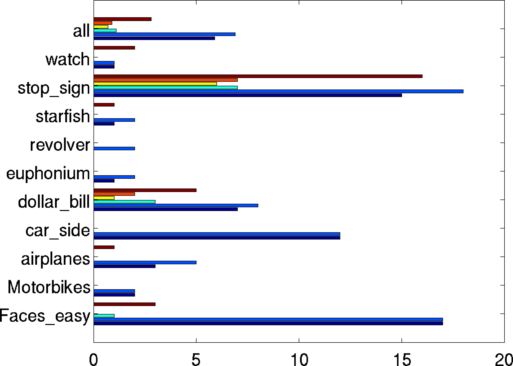 all
watch
stop_sign
starfish
revolver
euphonium
dollar_bill
car_side
airplanes
Motorbikes
Faces_easy
0 5 10 15 20